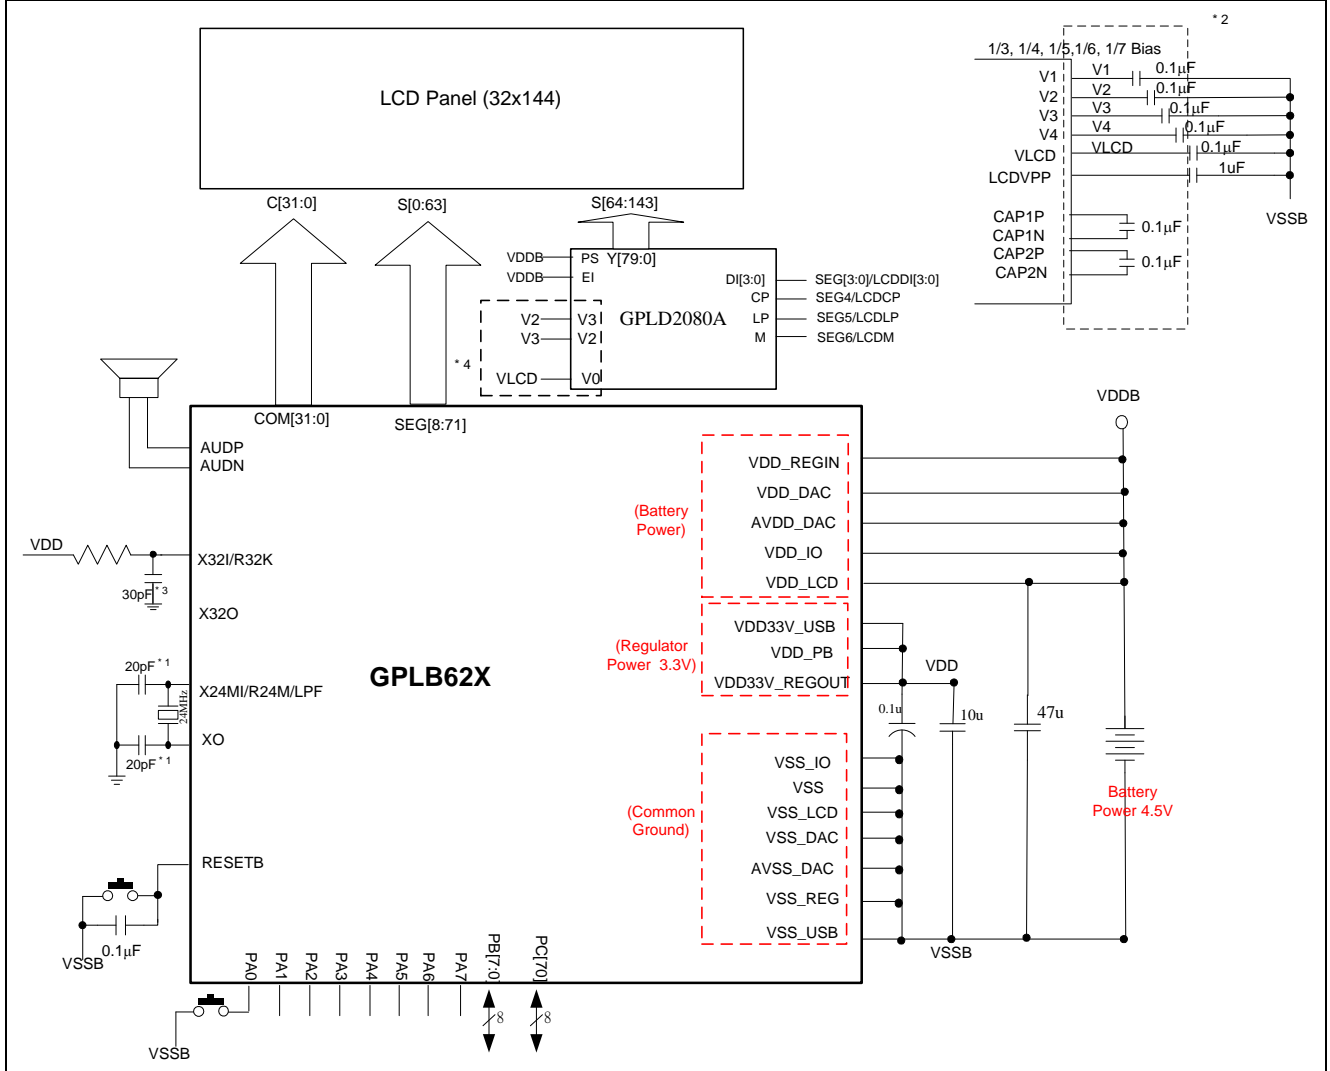 * 2
1/3, 1/4, 1/5,1/6, 1/7 Bias
V1 V1 0.1µF
V2 V2 0.1µF
V3 V3 0.1µF
V4 V4 0.1µF
VLCD VLCD 0.1µF
LCDVPP 1uF
VSSB
CAP1P
CAP1N 0.1µF
CAP2P
CAP2N 0.1µF
LCD Panel (32x144)
C[31:0] S[0:63] S[64:143]
VDDB PS Y[79:0]
VDDB EI DI[3:0] SEG[3:0]/LCDDI[3:0]
CP SEG4/LCDCP
V2 V3 GPLD2080A LP SEG5/LCDLP
V3 V2 M SEG6/LCDM
* 4
VLCD V0
COM[31:0] SEG[8:71]
VDDB
AUDP
AUDN
VDD_REGIN
VDD_DAC
(Battery
Power)
AVDD_DAC
VDD_IO
VDD_LCD
VDD
X32I/R32K
30pF * 3
X32O
VDD33V_USB
(Regulator
Power 3.3V)
VDD_PB
VDD33V_REGOUT
VDD
GPLB62X
20pF * 1
X24MI/R24M/LPF
24MHz
XO
20pF * 1
0.1u 10u 47u
VSS_IO
VSS
VSS_LCD
(Common
Ground)
VSS_DAC
AVSS_DAC
VSS_REG
VSS_USB
Battery
Power 4.5V
VSSB
RESETB
0.1µF
VSSB
PA0 PA1 PA2 PA3 PA4 PA5 PA6 PA7 PB[7:0] PC[70]
8 8
VSSB